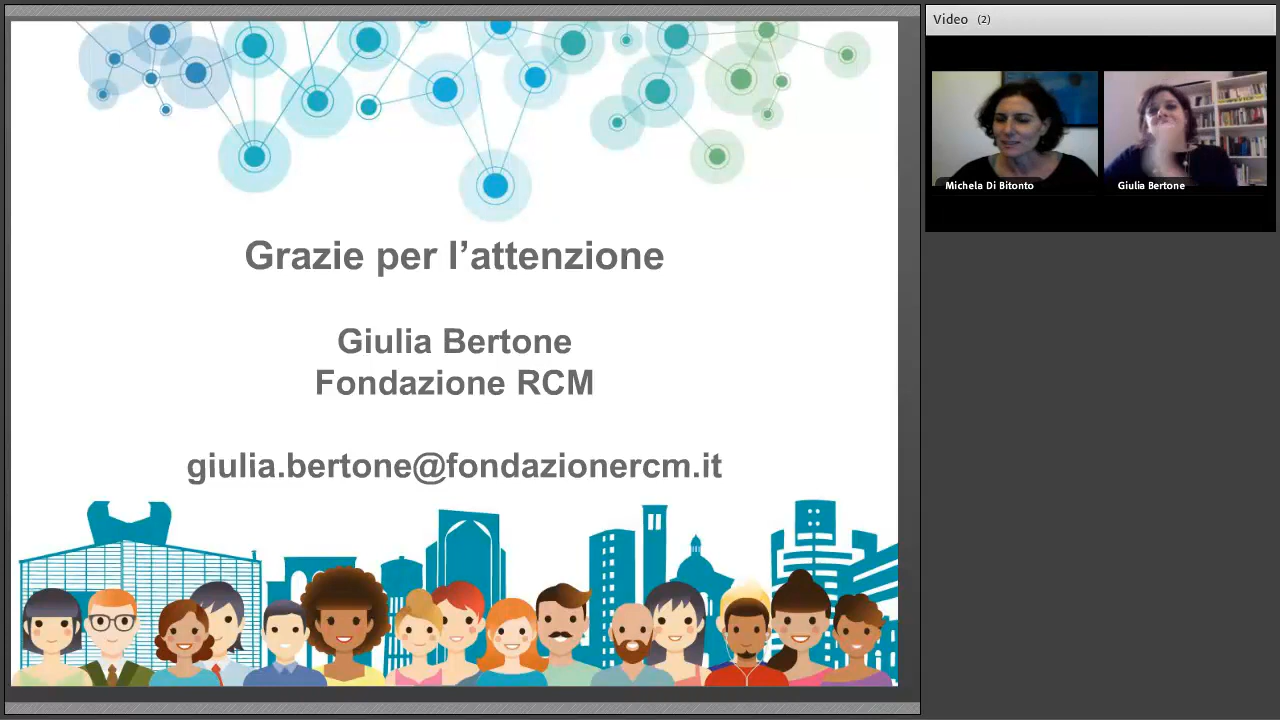 Grazie per l’attenzione
Giulia Bertone
Fondazione RCM
giulia.bertone@fondazionercm.it
Video (2)
Michela Di Bitonto
Giulia Bertone